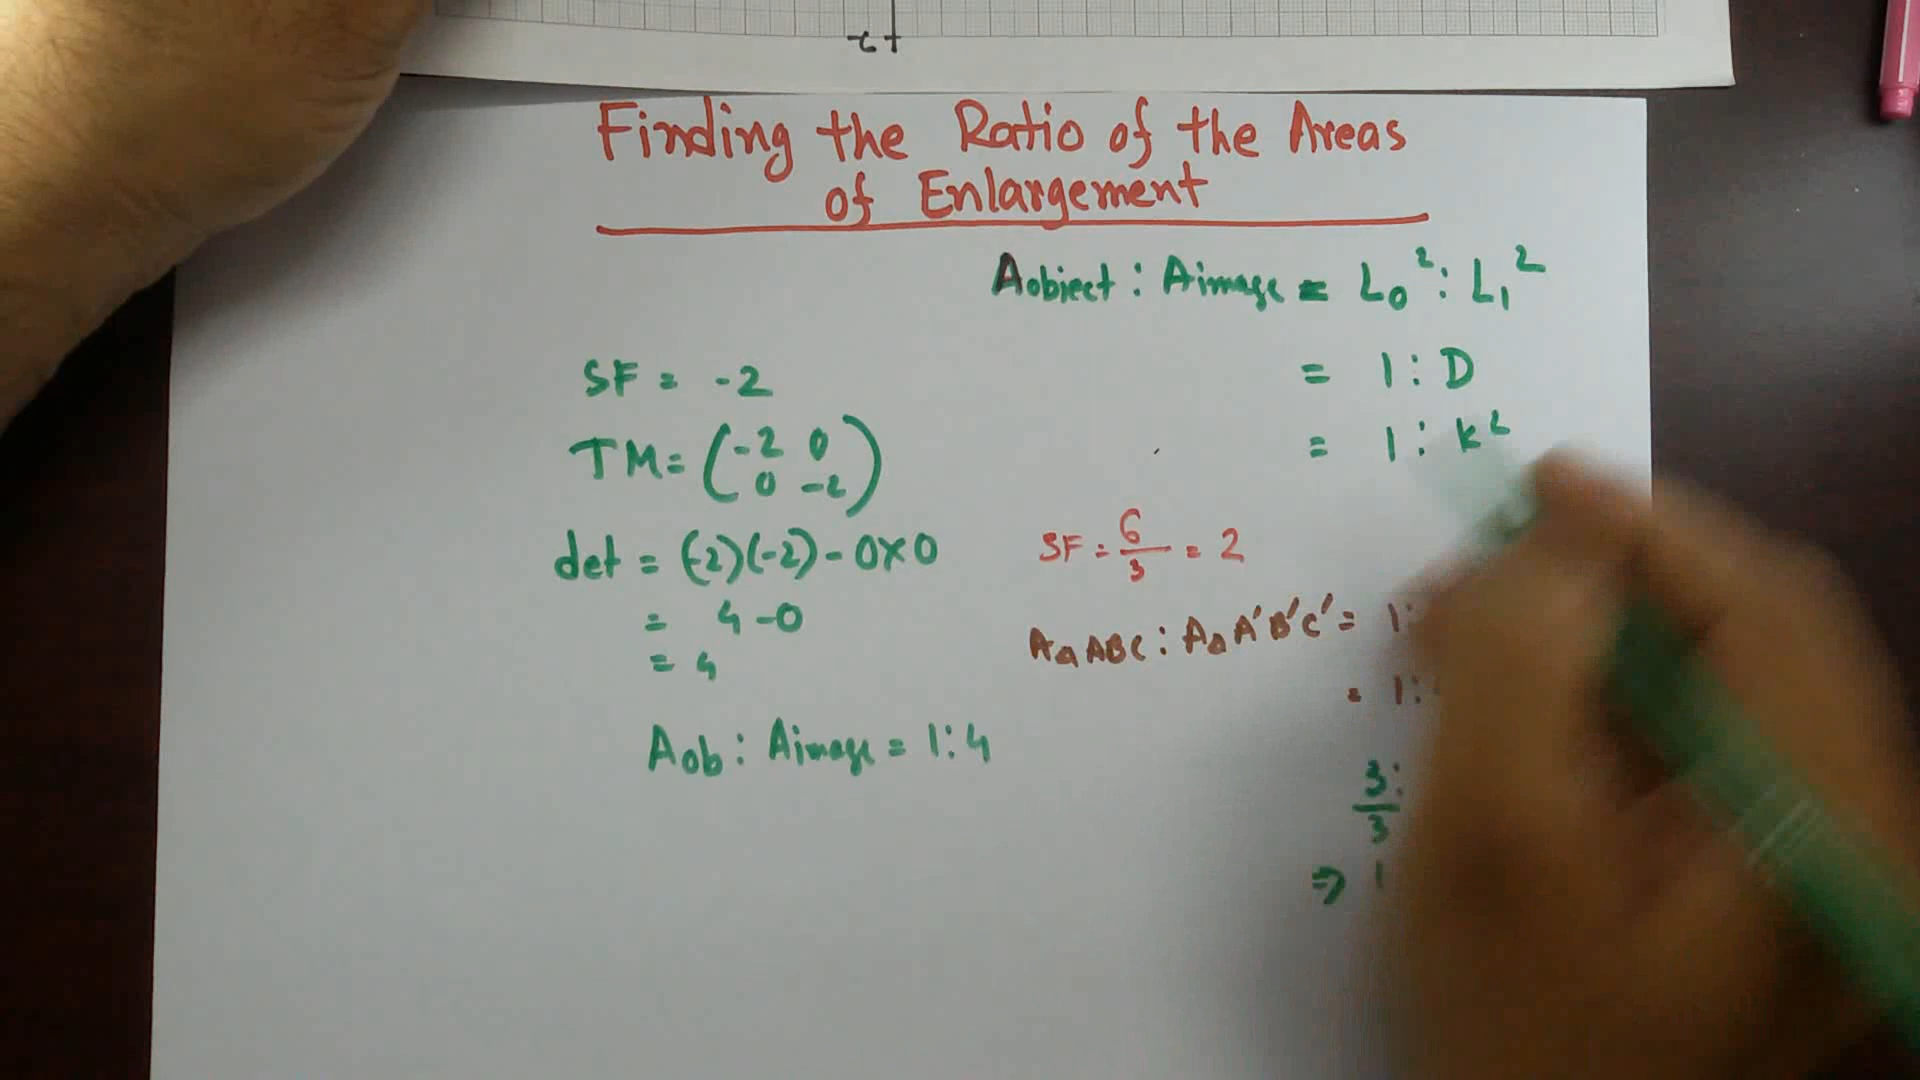 Finding the Ratio of the Areas
of Enlargement
Aobject : Aimage = L₀² : L₁²
= 1 : D
= 1 : k²
SF = -2
TM = (-2 0
0 -2)
det = (-2)(-2) - 0×0
= 4 - 0
= 4
Aob : Aimage = 1 : 4
SF = 6/3 = 2
A△ABC : A△A'B'C' = 1 :
= 1 :
3 :
3
⇒ 1